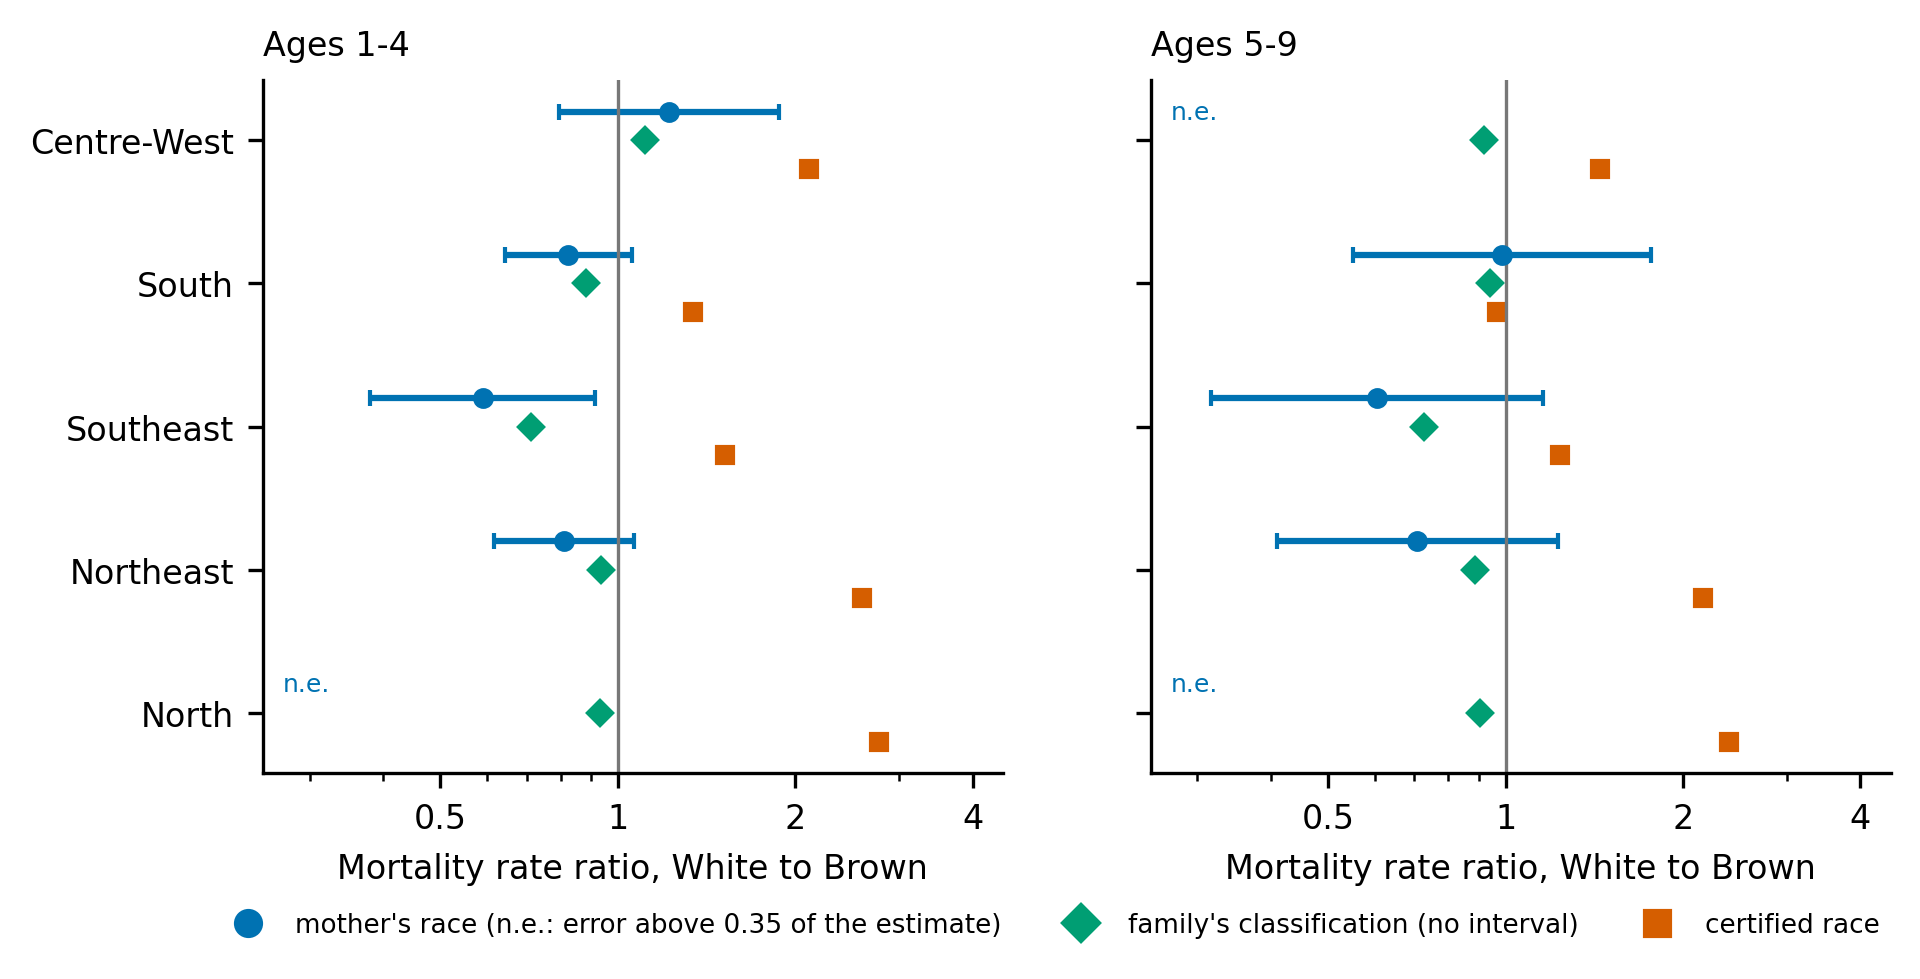 Ages 1-4
Ages 5-9
Centre-West
n.e.
South
Southeast
Northeast
n.e.
n.e.
North
0.5 1 2 4
0.5 1 2 4
Mortality rate ratio, White to Brown
Mortality rate ratio, White to Brown
mother's race (n.e.: error above 0.35 of the estimate)
family's classification (no interval)
certified race